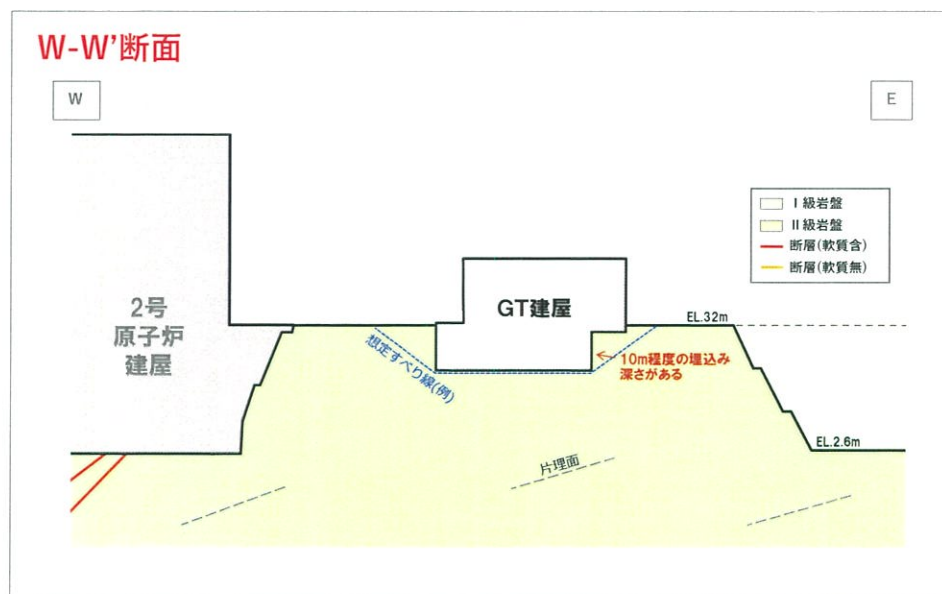 W-W’断面
W
E
Ⅰ級岩盤
Ⅱ級岩盤
断層(軟質含)
断層(軟質無)
2号
原子炉
建屋
GT建屋
EL.32m
想定すべり線(例)
10m程度の埋込み
深さがある
EL.2.6m
片理面